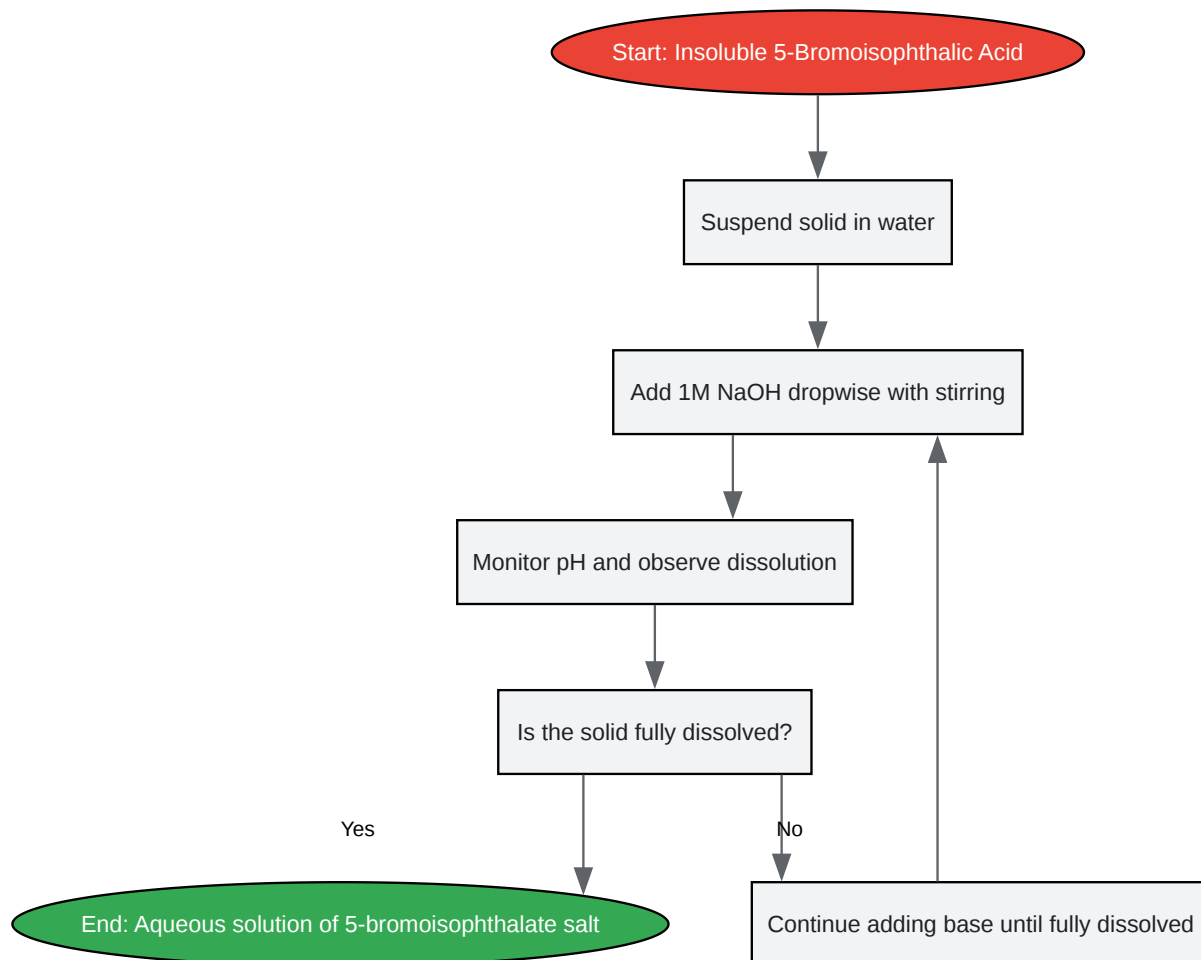 Start: Insoluble 5-Bromoisophthalic Acid
Suspend solid in water
Add 1M NaOH dropwise with stirring
Monitor pH and observe dissolution
Is the solid fully dissolved?
Yes
No
End: Aqueous solution of 5-bromoisophthalate salt
Continue adding base until fully dissolved